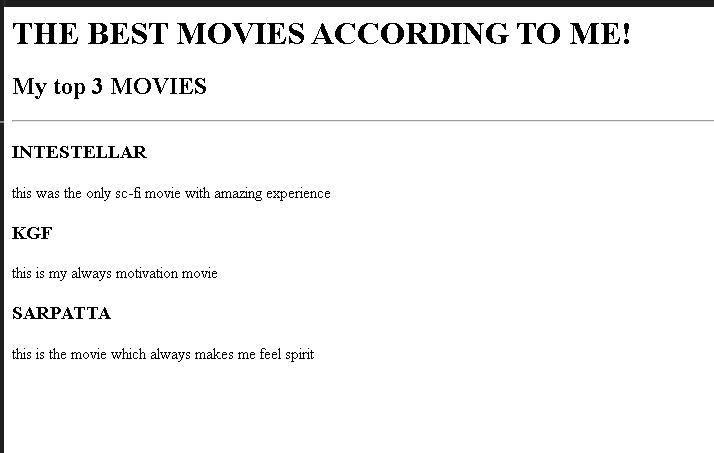 THE BEST MOVIES ACCORDING TO ME!
My top 3 MOVIES
INTESTELLAR
this was the only sc-fi movie with amazing experience
KGF
this is my always motivation movie
SARPATTA
this is the movie which always makes me feel spirit